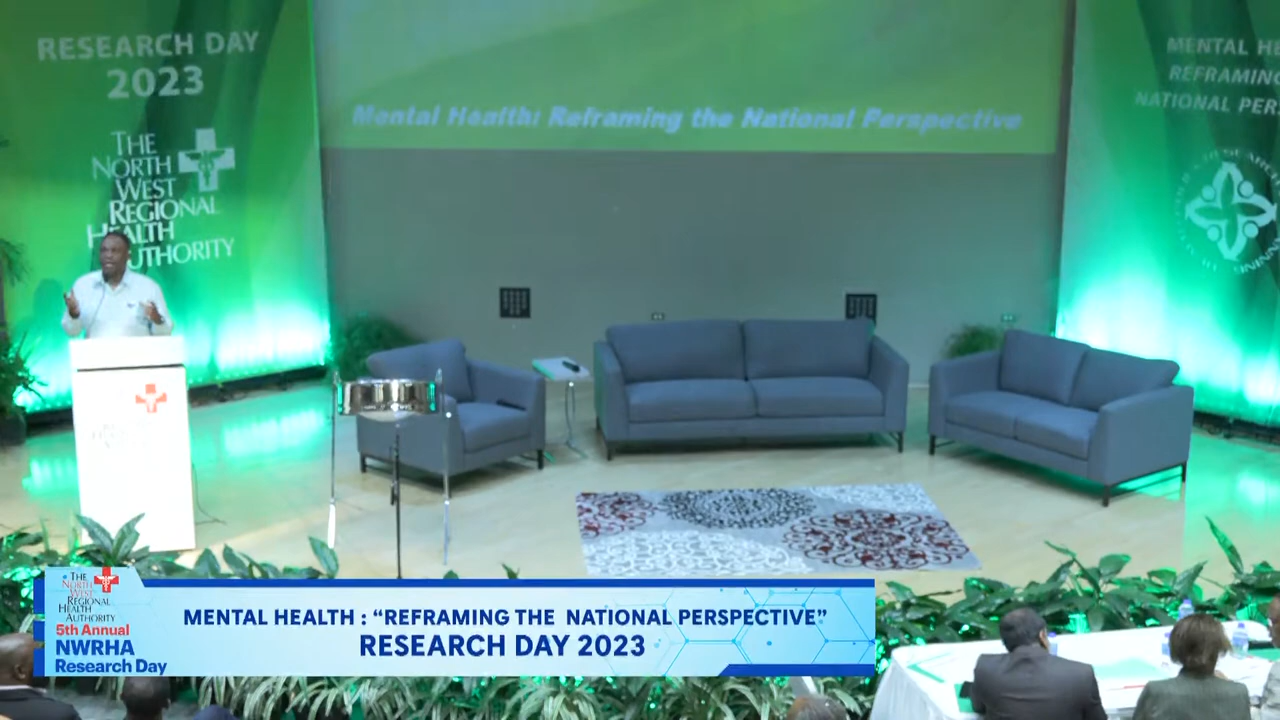 RESEARCH DAY
2023
THE
NORTH
WEST
REGIONAL
HEALTH
AUTHORITY
Mental Health: Reframing the National Perspective
MENTAL
REFRAMING
NATIONAL
THE
NORTH
WEST
REGIONAL
HEALTH
AUTHORITY
5th Annual
NWRHA
Research Day
MENTAL HEALTH : “REFRAMING THE NATIONAL PERSPECTIVE”
RESEARCH DAY 2023